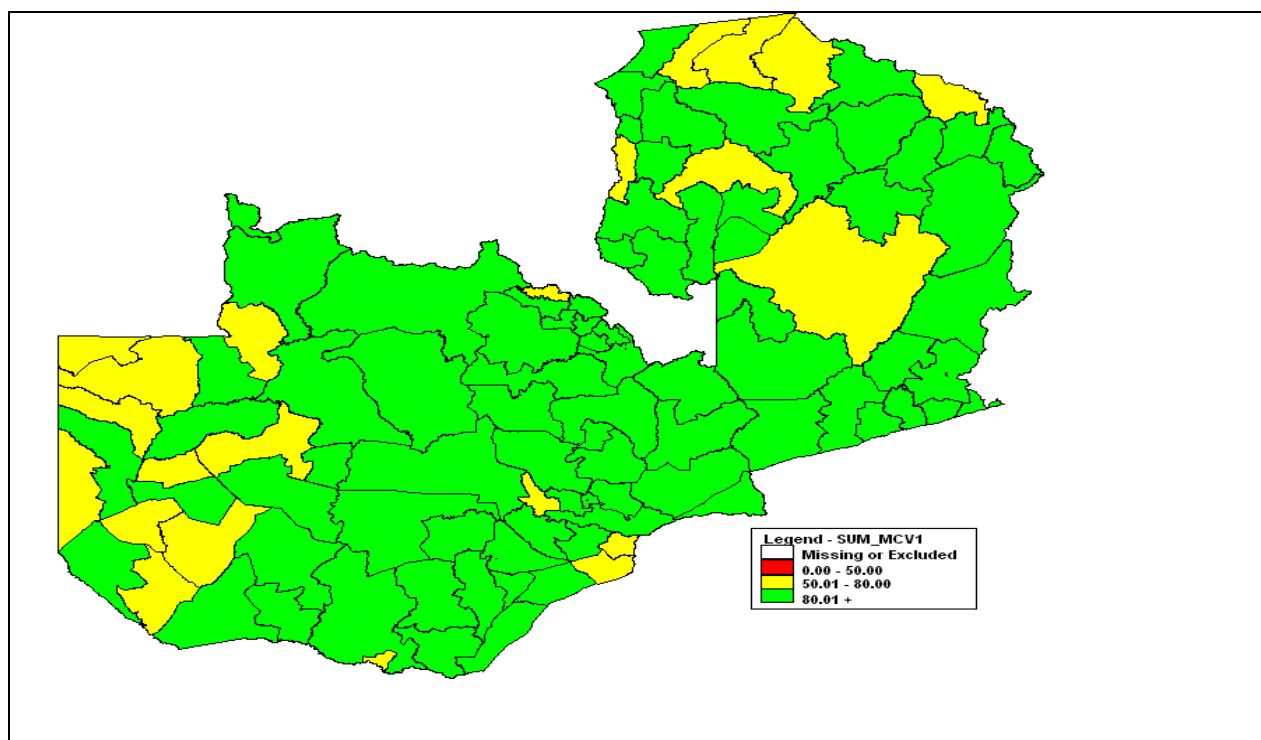 Legend - SUM_MCV1
Missing or Excluded
0.00 - 50.00
50.01 - 80.00
80.01 +